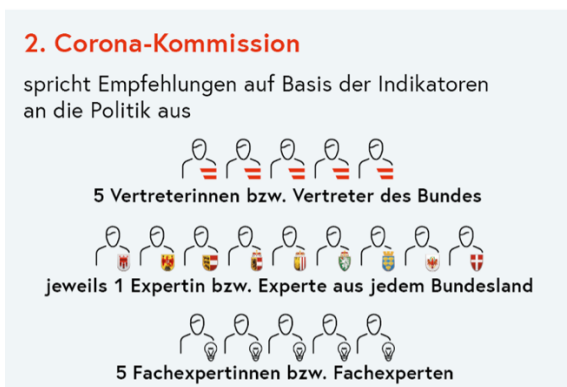 2. Corona-Kommission
spricht Empfehlungen auf Basis der Indikatoren
an die Politik aus
5 Vertreterinnen bzw. Vertreter des Bundes
jeweils 1 Expertin bzw. Experte aus jedem Bundesland
5 Fachexpertinnen bzw. Fachexperten